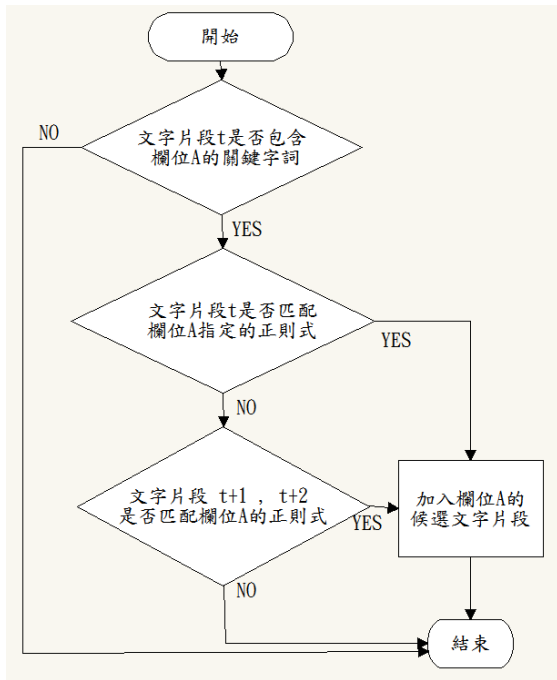 開始
NO
文字片段t是否包含
欄位A的關鍵字詞
YES
文字片段t是否匹配
欄位A指定的正則式
YES
NO
文字片段 t+1 , t+2
是否匹配欄位A的正則式
YES
加入欄位A的
候選文字片段
NO
結束